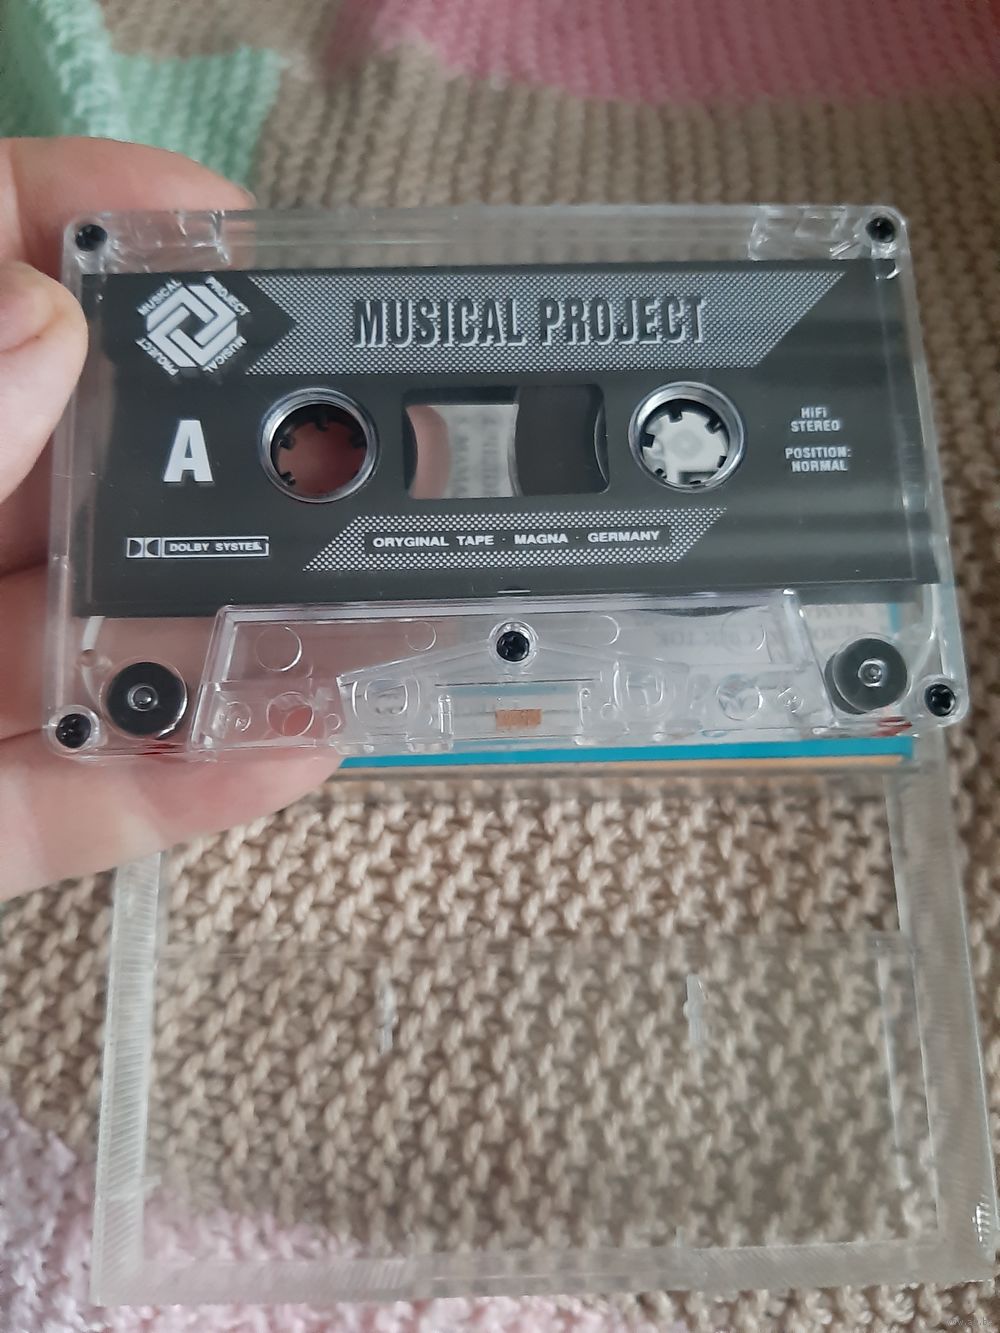 MUSICAL PROJECT
MUSICAL PROJECT
MUSICAL PROJECT
A
HiFi
STEREO
POSITION:
NORMAL
DOLBY SYSTEM
ORYGINAL TAPE · MAGNA · GERMANY